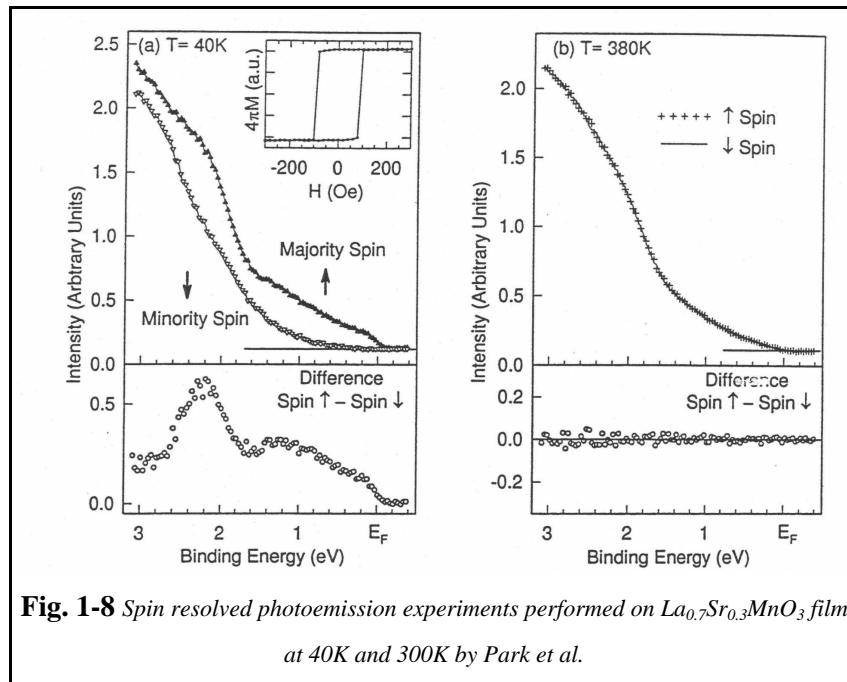 (a) T= 40K
2.5
2.0
1.5
1.0
0.5
0.0
Intensity (Arbtrary Units)
4πM (a.u.)
-200
0
200
H (Oe)
Majority Spin
Minority Spin
Difference
Spin ↑ – Spin ↓
0.5
0.0
3
2
1
E_F
Binding Energy (eV)
(b) T= 380K
2.0
1.5
1.0
0.5
0.0
Intensity (Arbitrary Units)
↑ Spin
↓ Spin
Difference
Spin ↑ – Spin ↓
0.2
0.0
-0.2
3
2
1
E_F
Binding Energy (eV)
Fig. 1-8 Spin resolved photoemission experiments performed on La0.7Sr0.3MnO3 film
at 40K and 300K by Park et al.